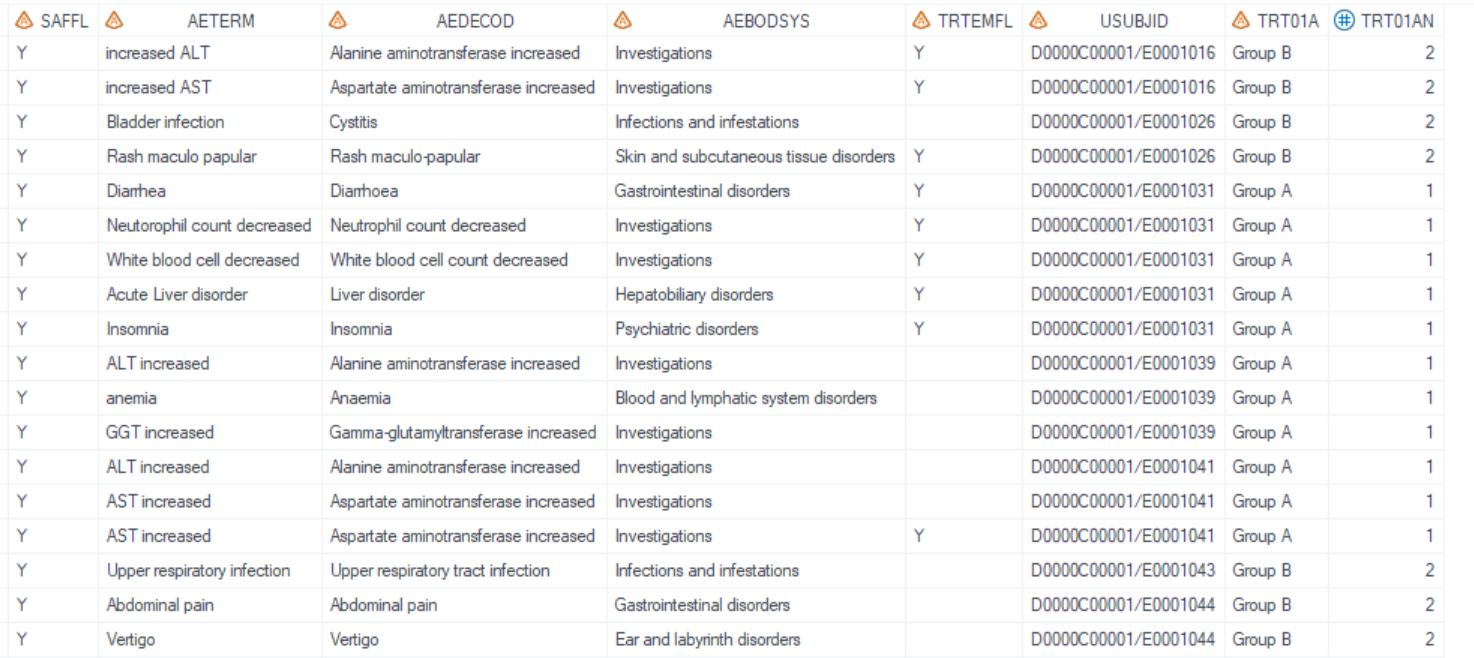 SAFFL AETERM AEDECOD AEBODSYS TRTEMFL USUBJID TRT01A TRT01AN
Y increased ALT Alanine aminotransferase increased Investigations Y D0000C00001/E0001016 Group B 2
Y increased AST Aspartate aminotransferase increased Investigations Y D0000C00001/E0001016 Group B 2
Y Bladder infection Cystitis Infections and infestations D0000C00001/E0001026 Group B 2
Y Rash maculo papular Rash maculo-papular Skin and subcutaneous tissue disorders Y D0000C00001/E0001026 Group B 2
Y Diarrhea Diarrhoea Gastrointestinal disorders Y D0000C00001/E0001031 Group A 1
Y Neutorophil count decreased Neutrophil count decreased Investigations Y D0000C00001/E0001031 Group A 1
Y White blood cell decreased White blood cell count decreased Investigations Y D0000C00001/E0001031 Group A 1
Y Acute Liver disorder Liver disorder Hepatobiliary disorders Y D0000C00001/E0001031 Group A 1
Y Insomnia Insomnia Psychiatric disorders Y D0000C00001/E0001031 Group A 1
Y ALT increased Alanine aminotransferase increased Investigations D0000C00001/E0001039 Group A 1
Y anemia Anaemia Blood and lymphatic system disorders D0000C00001/E0001039 Group A 1
Y GGT increased Gamma-glutamyltransferase increased Investigations D0000C00001/E0001039 Group A 1
Y ALT increased Alanine aminotransferase increased Investigations D0000C00001/E0001041 Group A 1
Y AST increased Aspartate aminotransferase increased Investigations D0000C00001/E0001041 Group A 1
Y AST increased Aspartate aminotransferase increased Investigations Y D0000C00001/E0001041 Group A 1
Y Upper respiratory infection Upper respiratory tract infection Infections and infestations D0000C00001/E0001043 Group B 2
Y Abdominal pain Abdominal pain Gastrointestinal disorders D0000C00001/E0001044 Group B 2
Y Vertigo Vertigo Ear and labyrinth disorders D0000C00001/E0001044 Group B 2